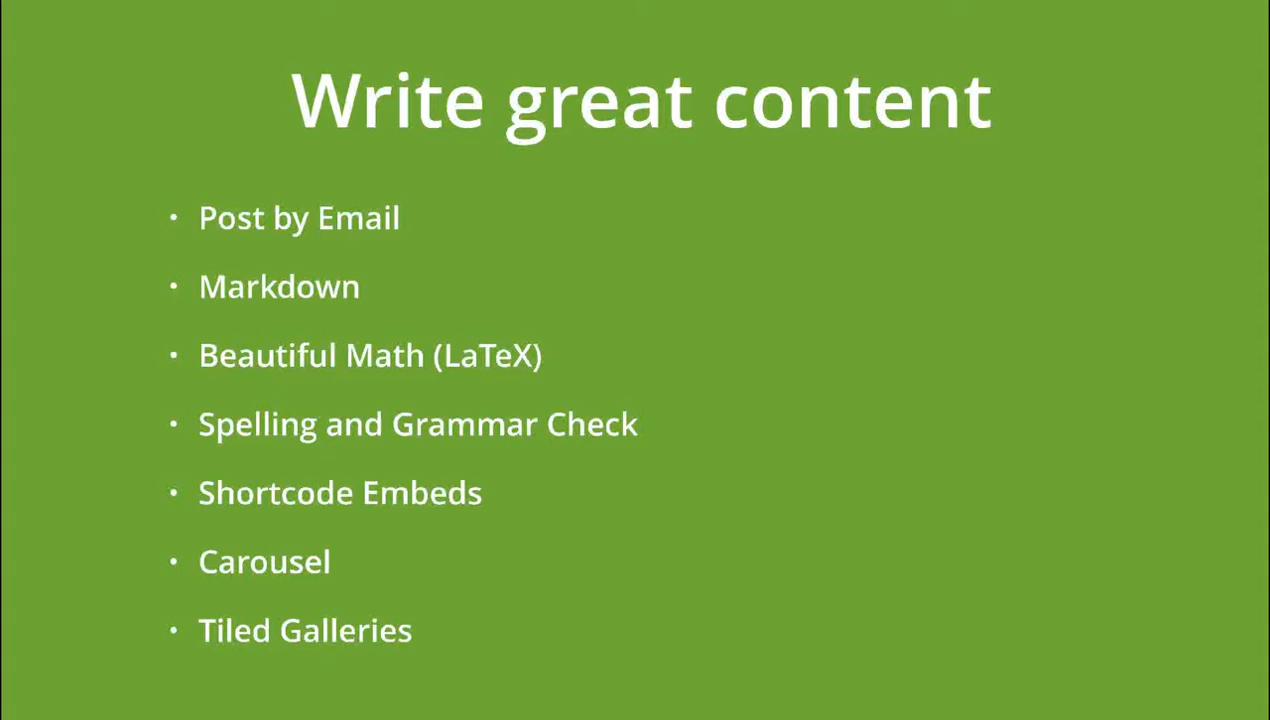 Write great content
• Post by Email
• Markdown
• Beautiful Math (LaTeX)
• Spelling and Grammar Check
• Shortcode Embeds
• Carousel
• Tiled Galleries